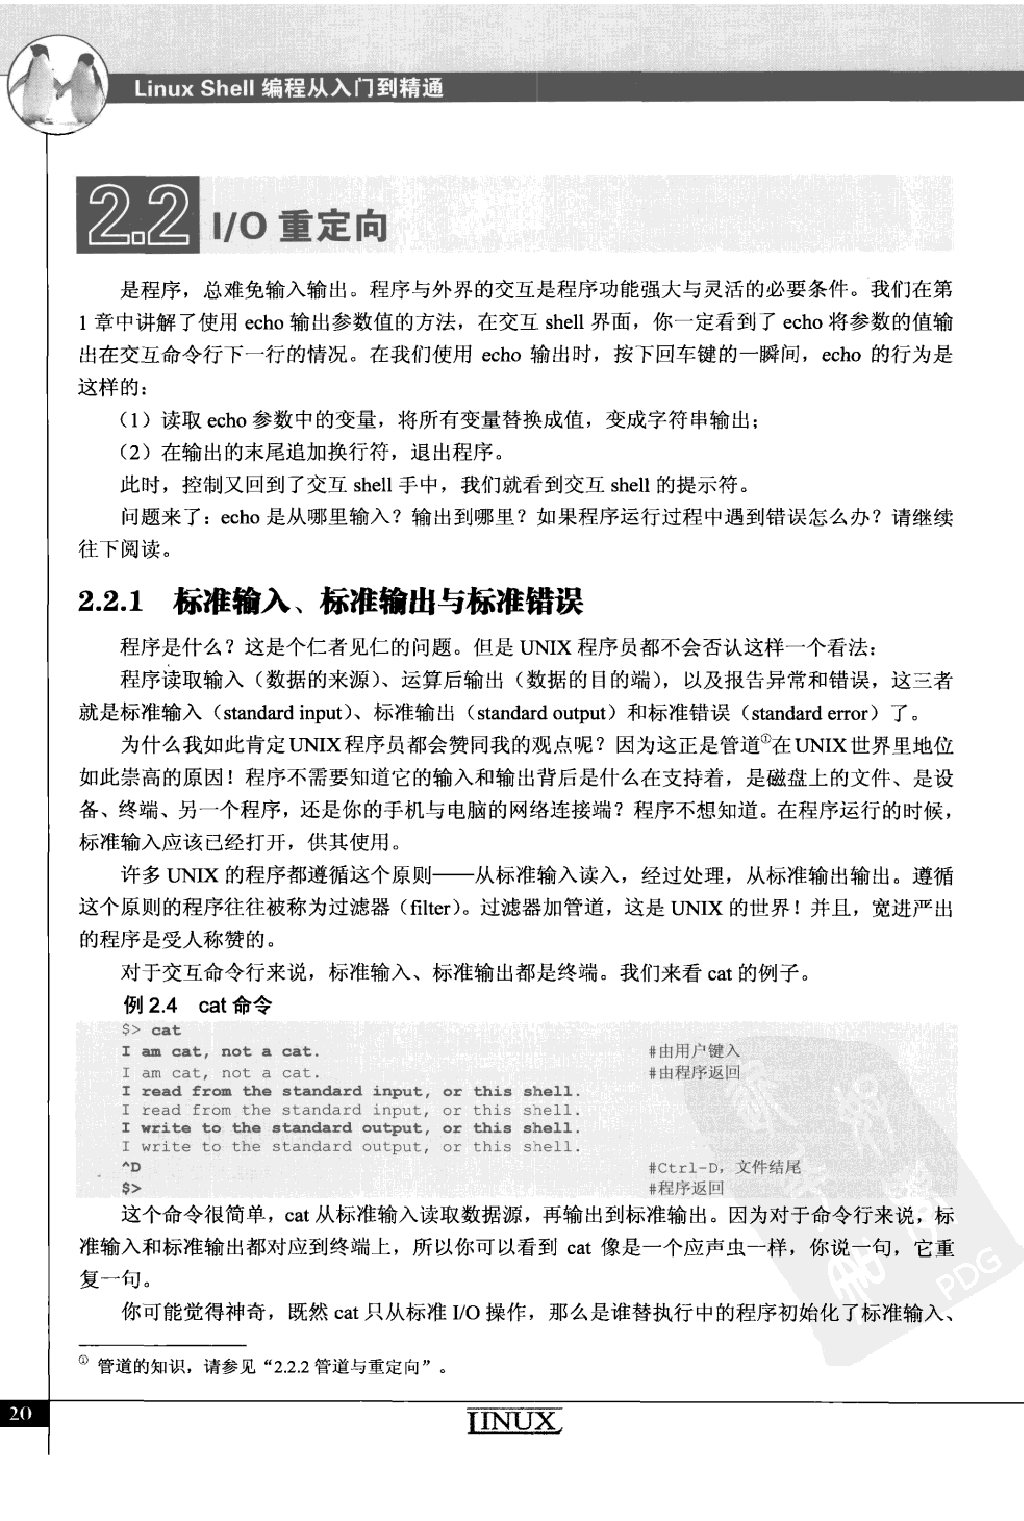 Linux Shell 编程从入门到精通
2.2 I/O 重定向
是程序，总难免输入输出。程序与外界的交互是程序功能强大与灵活的必要条件。我们在第
1 章中讲解了使用 echo 输出参数值的方法，在交互 shell 界面，你一定看到了 echo 将参数的值输
出在交互命令行下一行的情况。在我们使用 echo 输出时，按下回车键的一瞬间，echo 的行为是
这样的：
（1）读取 echo 参数中的变量，将所有变量替换成值，变成字符串输出；
（2）在输出的末尾追加换行符，退出程序。
此时，控制又回到了交互 shell 手中，我们就看到交互 shell 的提示符。
问题来了：echo 是从哪里输入？输出到哪里？如果程序运行过程中遇到错误怎么办？请继续
往下阅读。
2.2.1 标准输入、标准输出与标准错误
程序是什么？这是个仁者见仁的问题。但是 UNIX 程序员都不会否认这样一个看法：
程序读取输入（数据的来源）、运算后输出（数据的目的端），以及报告异常和错误，这三者
就是标准输入（standard input）、标准输出（standard output）和标准错误（standard error）了。
为什么我如此肯定 UNIX 程序员都会赞同我的观点呢？因为这正是管道①在 UNIX 世界里地位
如此崇高的原因！程序不需要知道它的输入和输出背后是什么在支持着，是磁盘上的文件、是设
备、终端、另一个程序，还是你的手机与电脑的网络连接端？程序不想知道。在程序运行的时候，
标准输入应该已经打开，供其使用。
许多 UNIX 的程序都遵循这个原则——从标准输入读入，经过处理，从标准输出输出。遵循
这个原则的程序往往被称为过滤器（filter）。过滤器加管道，这是 UNIX 的世界！并且，宽进严出
的程序是受人称赞的。
对于交互命令行来说，标准输入、标准输出都是终端。我们来看 cat 的例子。
例 2.4 cat 命令
$> cat
I am cat, not a cat. #由用户键入
I am cat, not a cat. #由程序返回
I read from the standard input, or this shell.
I read from the standard input, or this shell.
I write to the standard output, or this shell.
I write to the standard output, or this shell.
^D #Ctrl-D，文件结尾
$> #程序返回
这个命令很简单，cat 从标准输入读取数据源，再输出到标准输出。因为对于命令行来说，标
准输入和标准输出都对应到终端上，所以你可以看到 cat 像是一个应声虫一样，你说一句，它重
复一句。
你可能觉得神奇，既然 cat 只从标准 I/O 操作，那么是谁替执行中的程序初始化了标准输入、
① 管道的知识，请参见“2.2.2 管道与重定向”。
PDG
20
LINUX